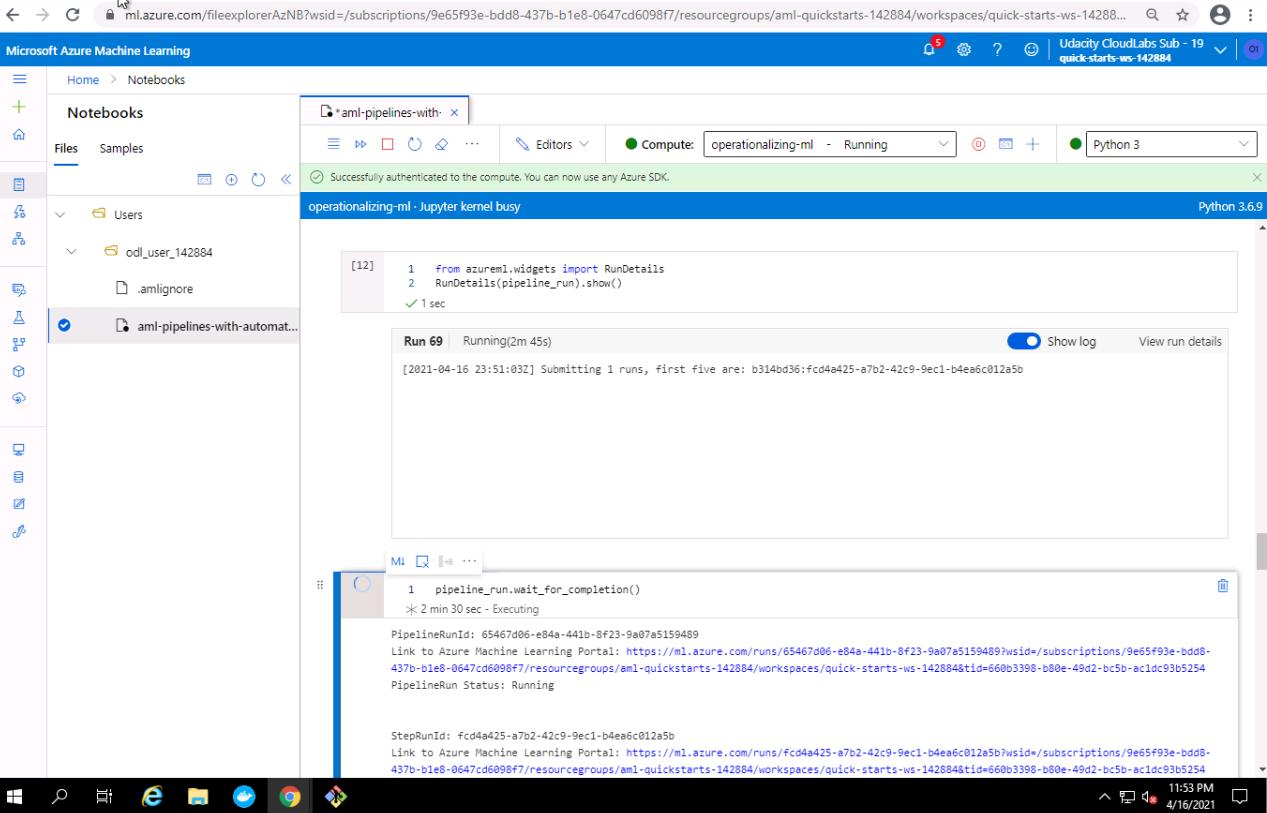 ml.azure.com/fileexplorerAzNB?wsid=/subscriptions/9e65f93e-bdd8-437b-b1e8-0647cd6098f7/resourcegroups/aml-quickstarts-142884/workspaces/quick-starts-ws-14288...
Microsoft Azure Machine Learning
5
?
Udacity CloudLabs Sub - 19
quick-starts-ws-142884
O1
Home > Notebooks
Notebooks
*aml-pipelines-with-
Files
Samples
Editors
Compute:
operationalizing-ml - Running
Python 3
Successfully authenticated to the compute. You can now use any Azure SDK.
operationalizing-ml · Jupyter kernel busy
Python 3.6.9
Users
odl_user_142884
.amlignore
aml-pipelines-with-automat...
[12]
1 from azureml.widgets import RunDetails
2 RunDetails(pipeline_run).show()
1 sec
Run 69
Running(2m 45s)
Show log
View run details
[2021-04-16 23:51:03Z] Submitting 1 runs, first five are: b314bd36:fcd4a425-a7b2-42c9-9ec1-b4ea6c012a5b
M↓
1 pipeline_run.wait_for_completion()
2 min 30 sec - Executing
PipelineRunId: 65467d06-e84a-441b-8f23-9a07a5159489
Link to Azure Machine Learning Portal: https://ml.azure.com/runs/65467d06-e84a-441b-8f23-9a07a5159489?wsid=/subscriptions/9e65f93e-bdd8-
437b-b1e8-0647cd6098f7/resourcegroups/aml-quickstarts-142884/workspaces/quick-starts-ws-142884&tid=660b3398-b80e-49d2-bc5b-ac1dc93b5254
PipelineRun Status: Running
StepRunId: fcd4a425-a7b2-42c9-9ec1-b4ea6c012a5b
Link to Azure Machine Learning Portal: https://ml.azure.com/runs/fcd4a425-a7b2-42c9-9ec1-b4ea6c012a5b?wsid=/subscriptions/9e65f93e-bdd8-
437b-b1e8-0647cd6098f7/resourcegroups/aml-quickstarts-142884/workspaces/quick-starts-ws-142884&tid=660b3398-b80e-49d2-bc5b-ac1dc93b5254
11:53 PM
4/16/2021